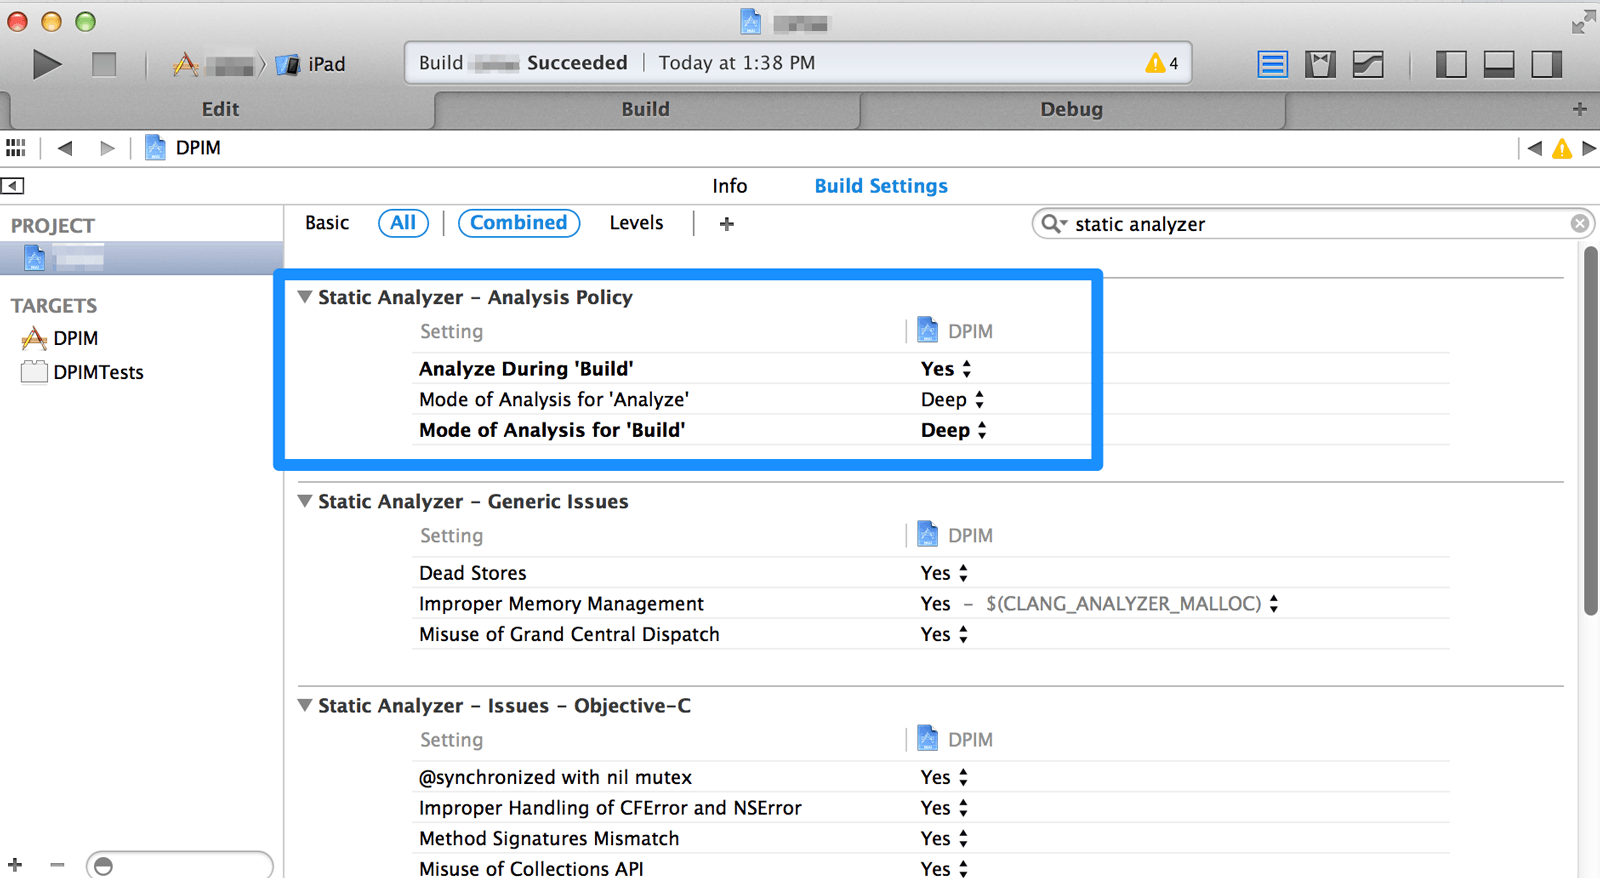 iPad
Build Succeeded Today at 1:38 PM 4
Edit Build Debug +
DPIM
Info Build Settings
PROJECT
Basic All Combined Levels +
static analyzer
TARGETS
DPIM
DPIMTests
Static Analyzer – Analysis Policy
Setting DPIM
Analyze During 'Build' Yes
Mode of Analysis for 'Analyze' Deep
Mode of Analysis for 'Build' Deep
Static Analyzer – Generic Issues
Setting DPIM
Dead Stores Yes
Improper Memory Management Yes – $(CLANG_ANALYZER_MALLOC)
Misuse of Grand Central Dispatch Yes
Static Analyzer – Issues – Objective-C
Setting DPIM
@synchronized with nil mutex Yes
Improper Handling of CFError and NSError Yes
Method Signatures Mismatch Yes
Misuse of Collections API Yes